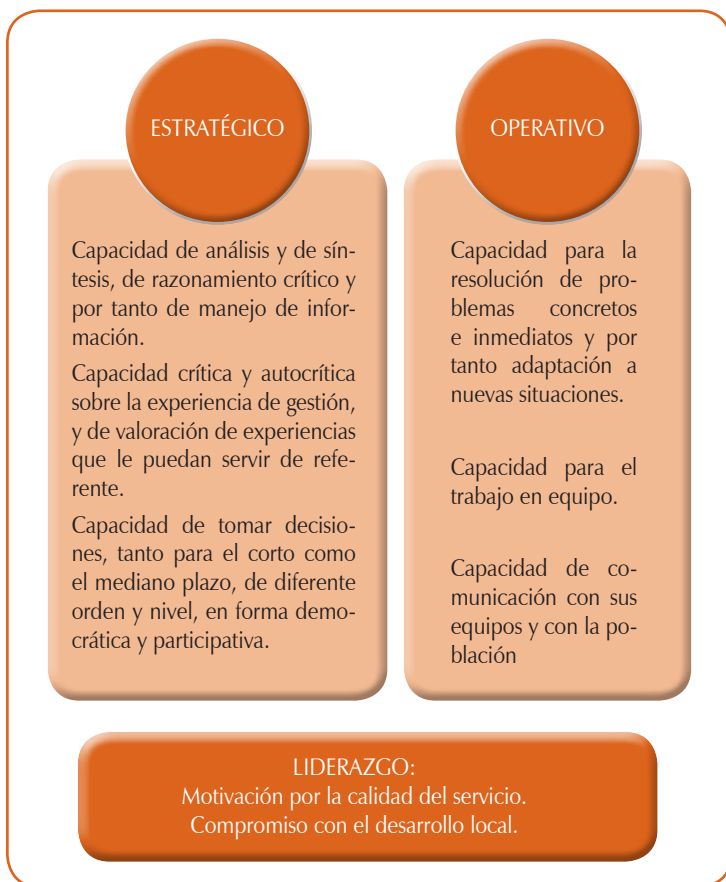 ESTRATÉGICO
Capacidad de análisis y de sín-
tesis, de razonamiento crítico y
por tanto de manejo de infor-
mación.
Capacidad crítica y autocrítica
sobre la experiencia de gestión,
y de valoración de experiencias
que le puedan servir de refe-
rente.
Capacidad de tomar decisio-
nes, tanto para el corto como
el mediano plazo, de diferente
orden y nivel, en forma demo-
crática y participativa.
OPERATIVO
Capacidad para la
resolución de pro-
blemas concretos
e inmediatos y por
tanto adaptación a
nuevas situaciones.
Capacidad para el
trabajo en equipo.
Capacidad de co-
municación con sus
equipos y con la po-
blación
LIDERAZGO:
Motivación por la calidad del servicio.
Compromiso con el desarrollo local.